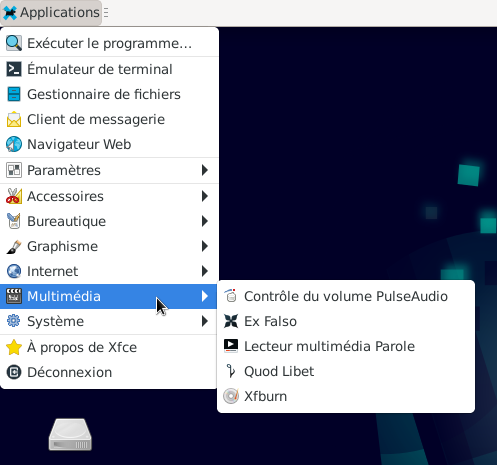 Applications
Exécuter le programme...
Émulateur de terminal
Gestionnaire de fichiers
Client de messagerie
Navigateur Web
Paramètres
Accessoires
Bureautique
Graphisme
Internet
Multimédia
Système
À propos de Xfce
Déconnexion
Contrôle du volume PulseAudio
Ex Falso
Lecteur multimédia Parole
Quod Libet
Xfburn